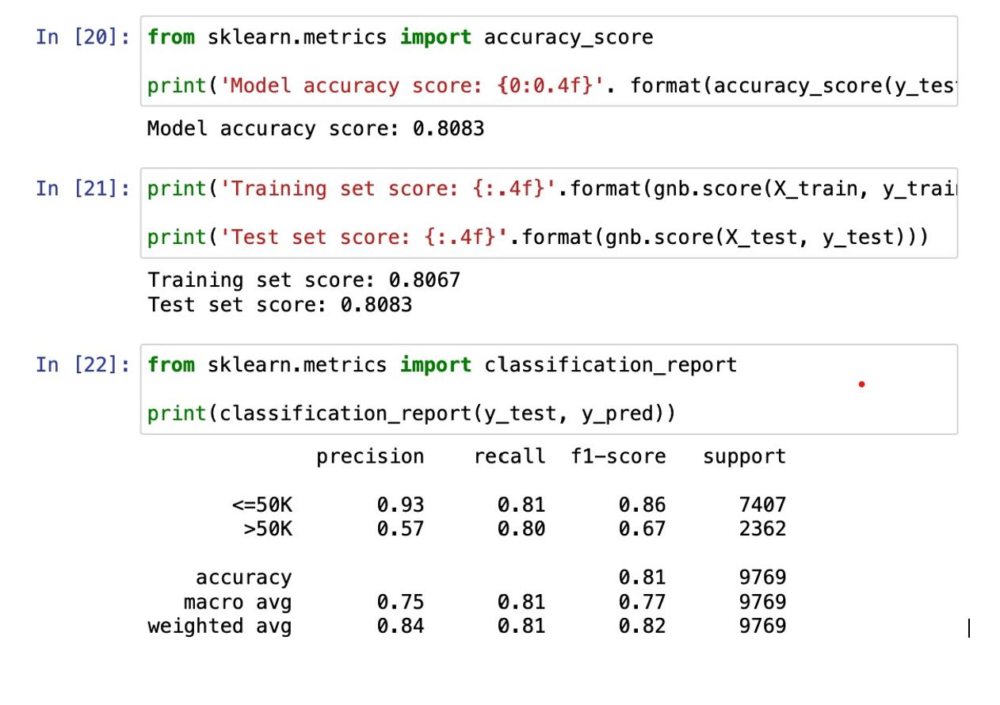 In [20]: from sklearn.metrics import accuracy_score
print('Model accuracy score: {0:0.4f}'. format(accuracy_score(y_tes
Model accuracy score: 0.8083
In [21]: print('Training set score: {:.4f}'.format(gnb.score(X_train, y_trai
print('Test set score: {:.4f}'.format(gnb.score(X_test, y_test)))
Training set score: 0.8067
Test set score: 0.8083
In [22]: from sklearn.metrics import classification_report
print(classification_report(y_test, y_pred))
precision recall f1-score support
<=50K 0.93 0.81 0.86 7407
>50K 0.57 0.80 0.67 2362
accuracy 0.81 9769
macro avg 0.75 0.81 0.77 9769
weighted avg 0.84 0.81 0.82 9769